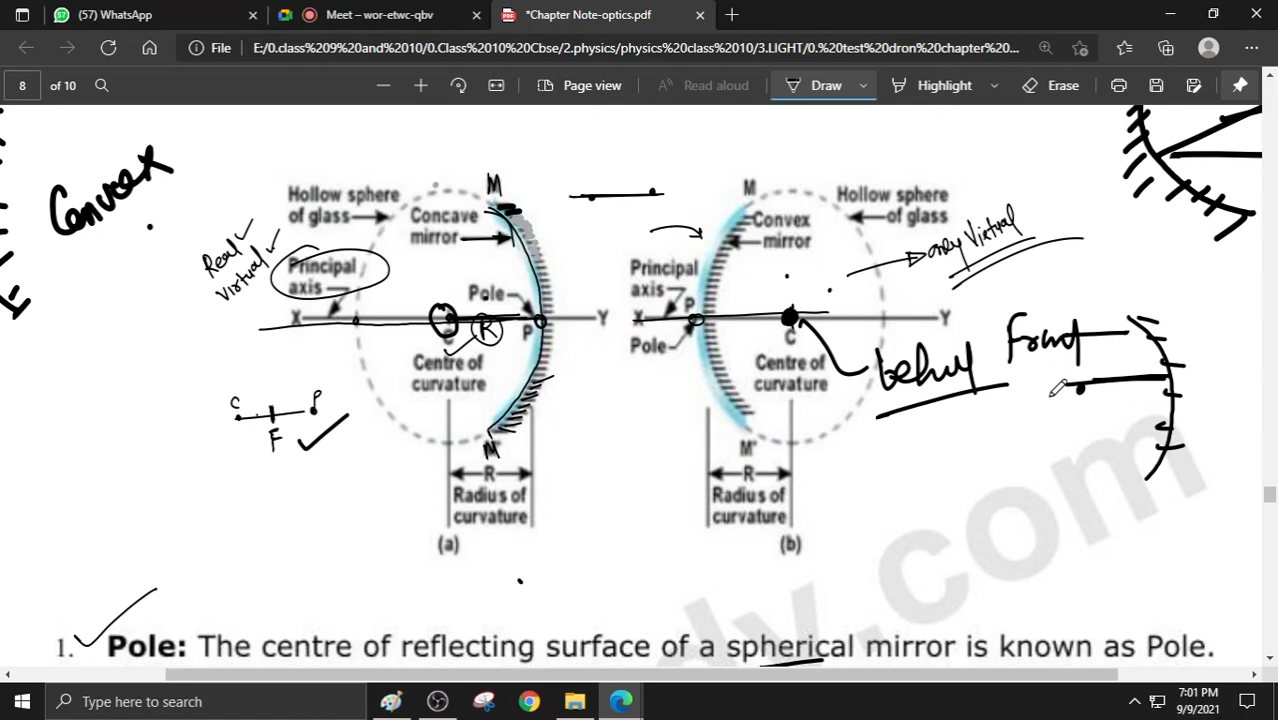 (57) WhatsApp
Meet – wor-etwc-qbv
*Chapter Note-optics.pdf
File
E:/0.class%209%20and%2010/0.Class%2010%20Cbse/2.physics/physics%20class%2010/3.LIGHT/0.%20test%20dron%20chapter%20...
8 of 10
Page view
Read aloud
Draw
Highlight
Erase
Convex
Hollow sphere
of glass
Concave
mirror
M
M
Convex
mirror
Hollow sphere
of glass
Real
Virtual
Principal
axis
Pole
X
Y
P
C
R
Centre of
curvature
M'
R
Radius of
curvature
(a)
C
P
F
Principal
axis
P
X
Y
Pole
C
Centre of
curvature
M'
R
Radius of
curvature
(b)
only Virtual
behind
Front
dy.com
1. Pole: The centre of reflecting surface of a spherical mirror is known as Pole.
Type here to search
7:01 PM
9/9/2021